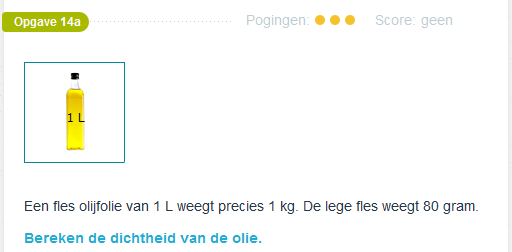 Opgave 14a
Pogingen: Score: geen
1 L
Een fles olijfolie van 1 L weegt precies 1 kg. De lege fles weegt 80 gram.
Bereken de dichtheid van de olie.